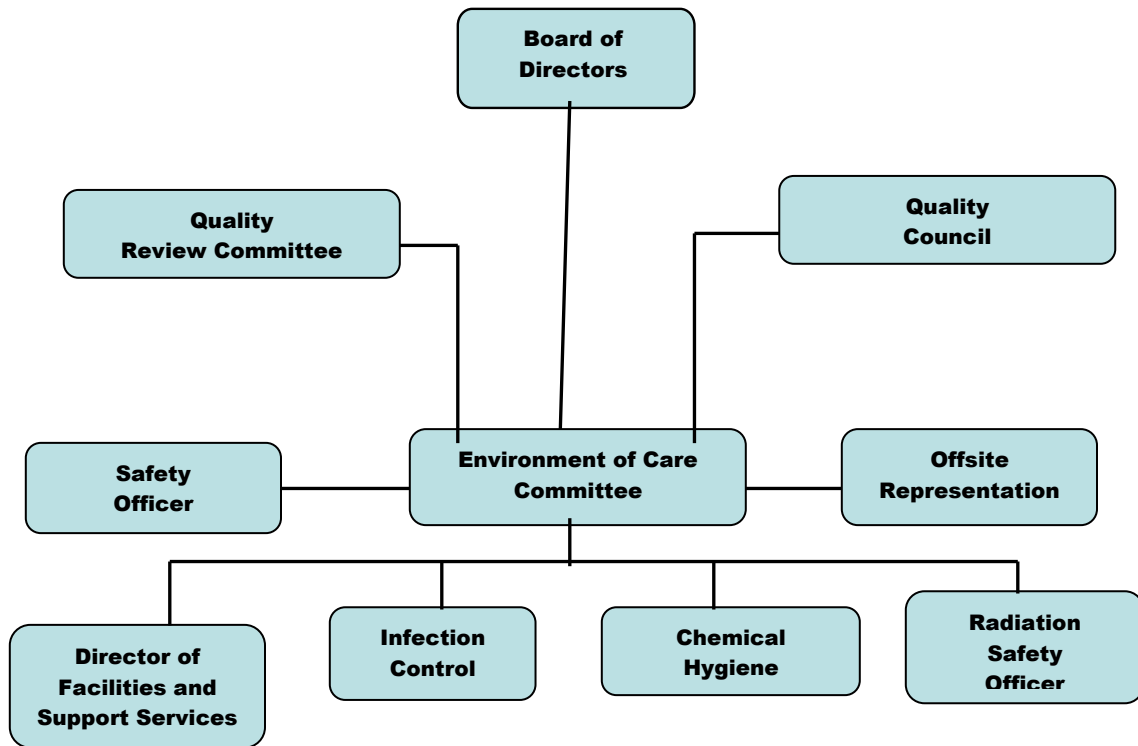 Board of
Directors
Quality
Review Committee
Quality
Council
Safety
Officer
Environment of Care
Committee
Offsite
Representation
Director of
Facilities and
Support Services
Infection
Control
Chemical
Hygiene
Radiation
Safety
Officer